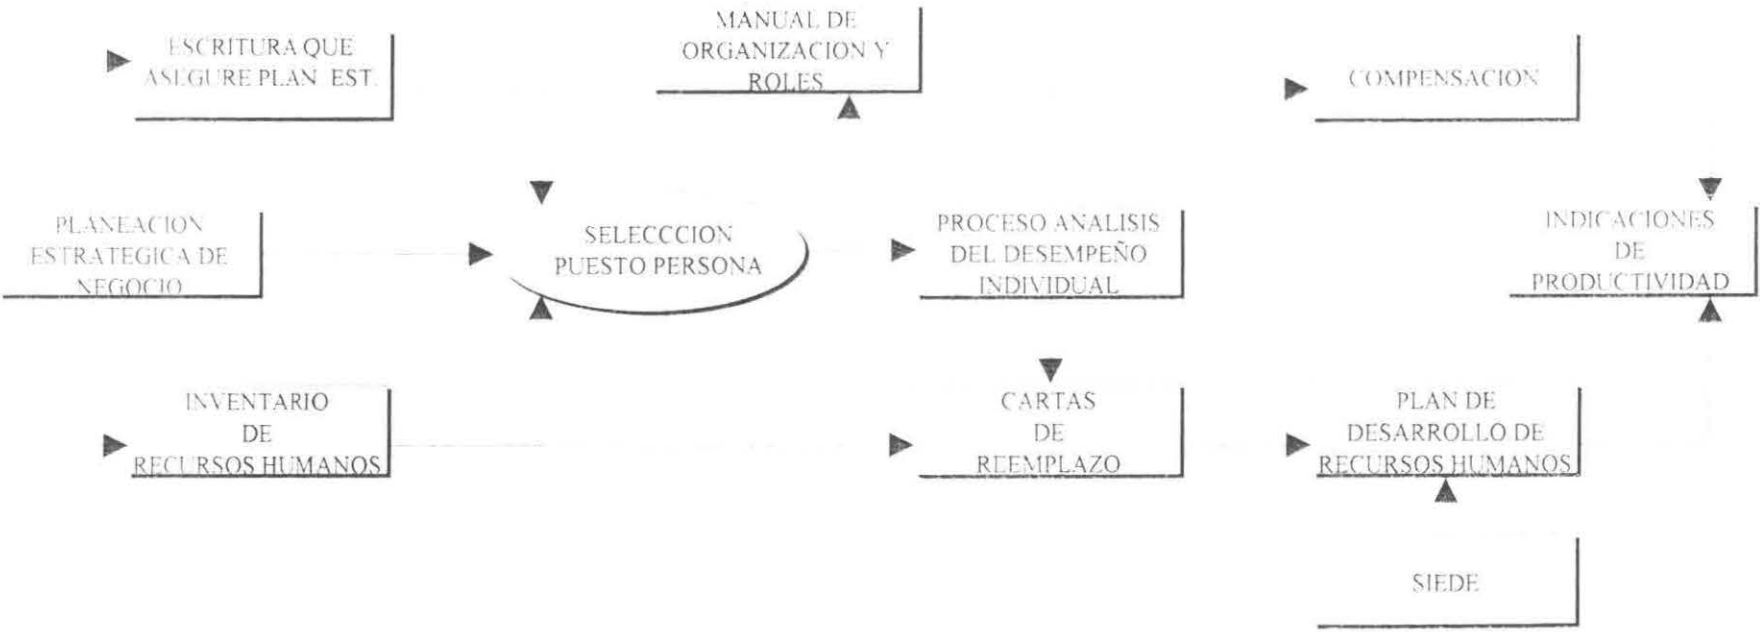 ESCRITURA QUE
ASEGURE PLAN EST.
MANUAL DE
ORGANIZACION Y
ROLES
COMPENSACION
PLANEACION
ESTRATEGICA DE
NEGOCIO
SELECCCION
PUESTO PERSONA
PROCESO ANALISIS
DEL DESEMPEÑO
INDIVIDUAL
INDICACIONES
DE
PRODUCTIVIDAD
INVENTARIO
DE
RECURSOS HUMANOS
CARTAS
DE
REEMPLAZO
PLAN DE
DESARROLLO DE
RECURSOS HUMANOS
SIEDE